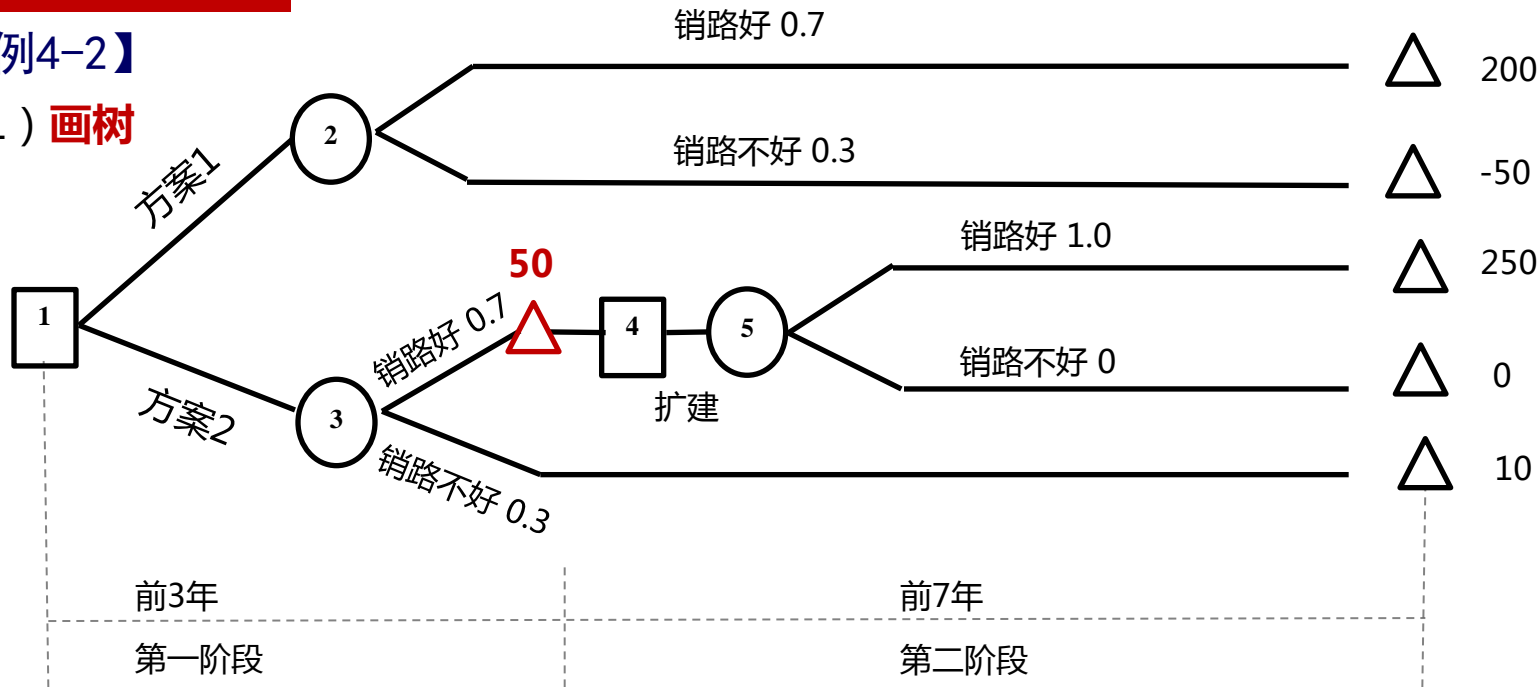 例4-2】
）画树
销路好 0.7
200
2
销路不好 0.3
-50
方案1
销路好 1.0
250
50
1
销路好 0.7
4
5
销路不好 0
0
扩建
方案2
3
销路不好 0.3
10
前3年
前7年
第一阶段
第二阶段